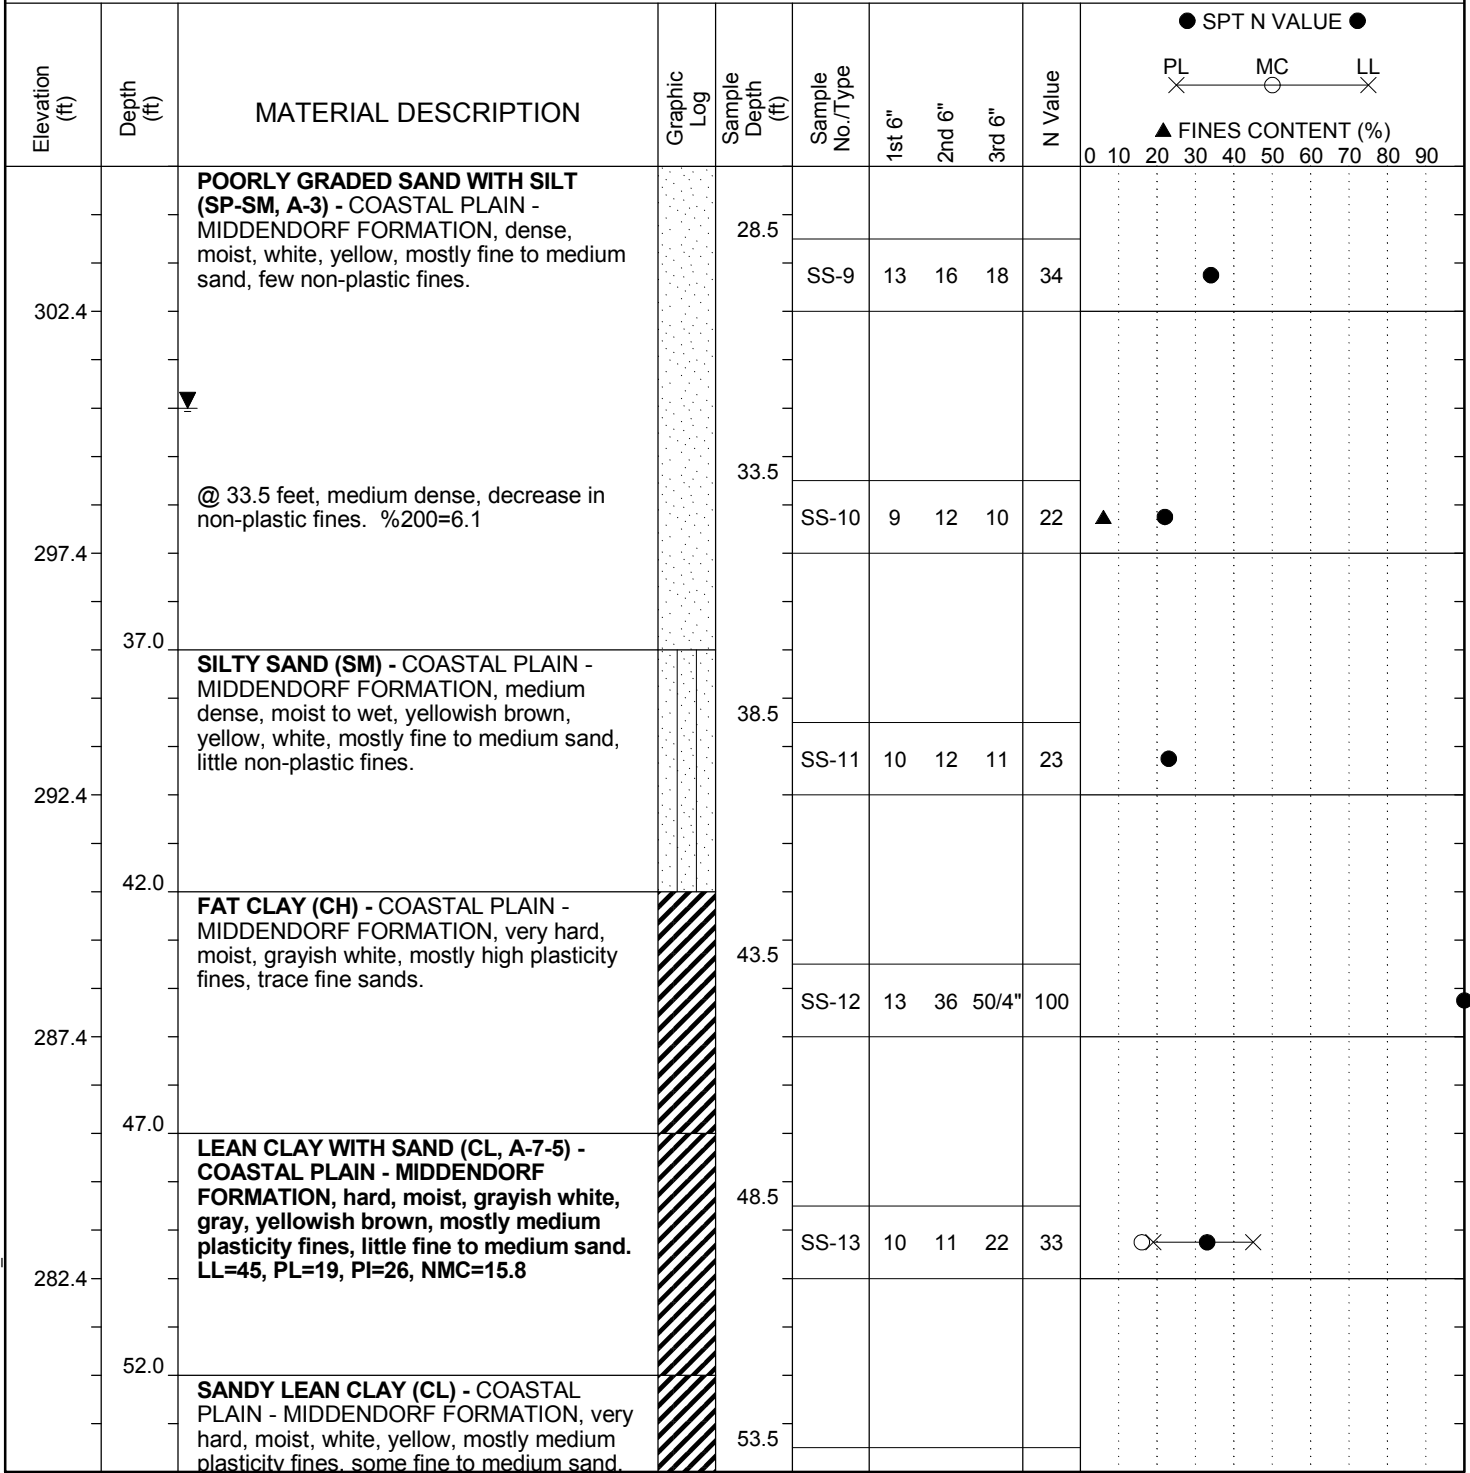 ● SPT N VALUE ●
PL MC LL
▲ FINES CONTENT (%)
0 10 20 30 40 50 60 70 80 90
Elevation
(ft)
Depth
(ft)
MATERIAL DESCRIPTION
Graphic
Log
Sample
Depth
(ft)
Sample
No./Type
1st 6"
2nd 6"
3rd 6"
N Value
POORLY GRADED SAND WITH SILT
(SP-SM, A-3) - COASTAL PLAIN -
MIDDENDORF FORMATION, dense,
moist, white, yellow, mostly fine to medium
sand, few non-plastic fines.
28.5
SS-9 13 16 18 34
302.4
33.5
@ 33.5 feet, medium dense, decrease in
non-plastic fines. %200=6.1
SS-10 9 12 10 22
297.4
37.0
SILTY SAND (SM) - COASTAL PLAIN -
MIDDENDORF FORMATION, medium
dense, moist to wet, yellowish brown,
yellow, white, mostly fine to medium sand,
little non-plastic fines.
38.5
SS-11 10 12 11 23
292.4
42.0
FAT CLAY (CH) - COASTAL PLAIN -
MIDDENDORF FORMATION, very hard,
moist, grayish white, mostly high plasticity
fines, trace fine sands.
43.5
SS-12 13 36 50/4" 100
287.4
47.0
LEAN CLAY WITH SAND (CL, A-7-5) -
COASTAL PLAIN - MIDDENDORF
FORMATION, hard, moist, grayish white,
gray, yellowish brown, mostly medium
plasticity fines, little fine to medium sand.
LL=45, PL=19, PI=26, NMC=15.8
48.5
SS-13 10 11 22 33
282.4
52.0
SANDY LEAN CLAY (CL) - COASTAL
PLAIN - MIDDENDORF FORMATION, very
hard, moist, white, yellow, mostly medium
plasticity fines, some fine to medium sand.
53.5